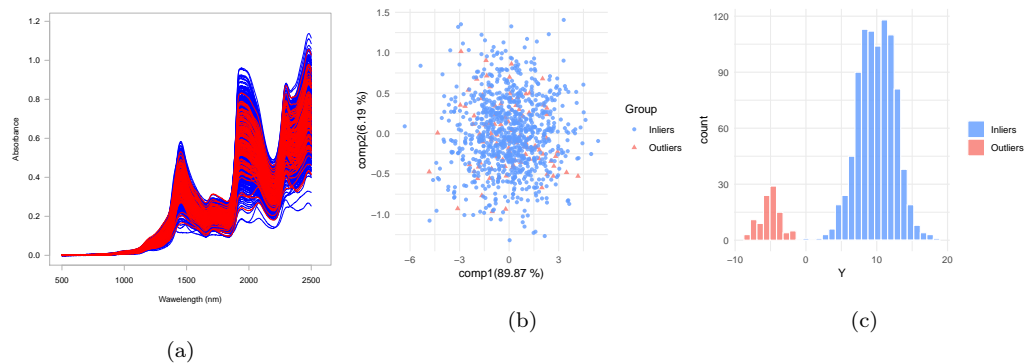 1.2
1.0
0.8
0.6
0.4
0.2
0.0
Absorbance
500 1000 1500 2000 2500
Wawelength (nm)
(a)
1.5
1.0
0.5
0.0
−0.5
−1.0
comp2(6.19 %)
−6 −3 0 3
comp1(89.87 %)
Group
Inliers
Outliers
(b)
120
90
60
30
0
count
−10 0 10 20
Y
Inliers
Outliers
(c)